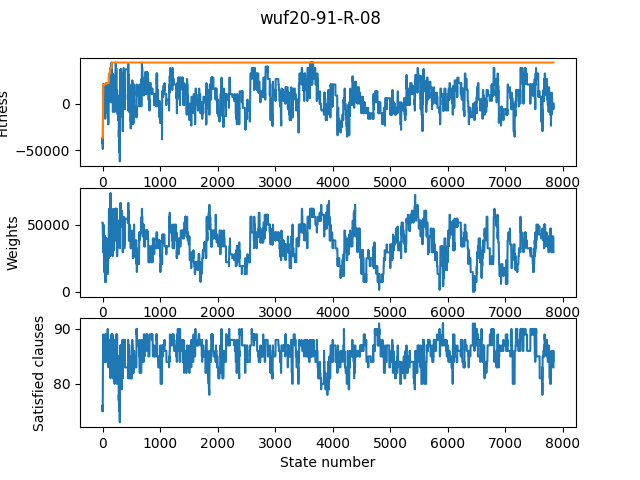 wuf20-91-R-08
Fitness
0
−50000
0 1000 2000 3000 4000 5000 6000 7000 8000
Weights
50000
0
0 1000 2000 3000 4000 5000 6000 7000 8000
Satisfied clauses
90
80
0 1000 2000 3000 4000 5000 6000 7000 8000
State number